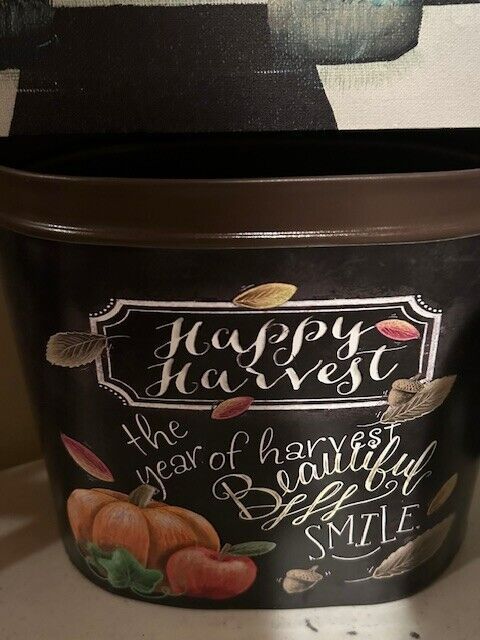 Happy
Harvest
the
year of harvest
Beautiful
SMILE